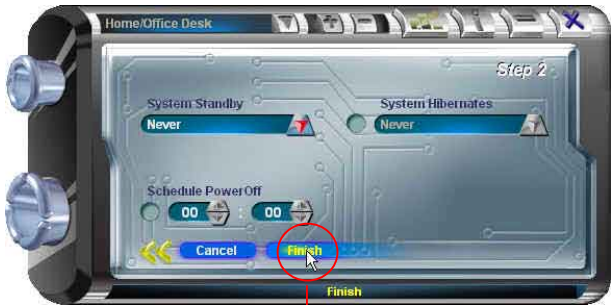 Home/Office Desk
Step 2
System Standby
System Hibernates
Never
Never
Schedule PowerOff
00 : 00
Cancel
Finish
Finish